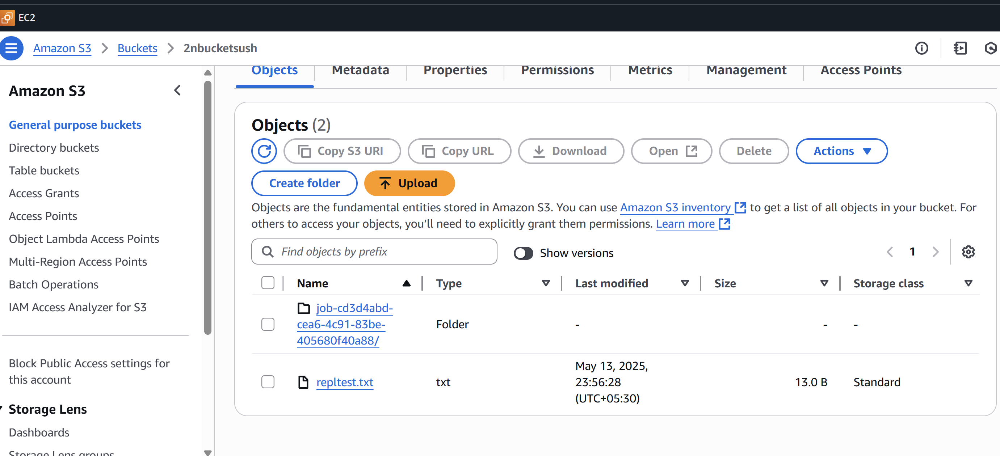 EC2
Amazon S3 > Buckets > 2nbucketsush
Amazon S3
General purpose buckets
Directory buckets
Table buckets
Access Grants
Access Points
Object Lambda Access Points
Multi-Region Access Points
Batch Operations
IAM Access Analyzer for S3
Block Public Access settings for
this account
Storage Lens
Dashboards
Storage Lens groups
Objects Metadata Properties Permissions Metrics Management Access Points
Objects (2)
Copy S3 URI Copy URL Download Open Delete Actions
Create folder Upload
Objects are the fundamental entities stored in Amazon S3. You can use Amazon S3 inventory to get a list of all objects in your bucket. For
others to access your objects, you’ll need to explicitly grant them permissions. Learn more
Find objects by prefix Show versions 1
Name Type Last modified Size Storage class
job-cd3d4abd-
cea6-4c91-83be-
405680f40a88/
Folder - - -
repltest.txt txt
May 13, 2025,
23:56:28
(UTC+05:30)
13.0 B Standard